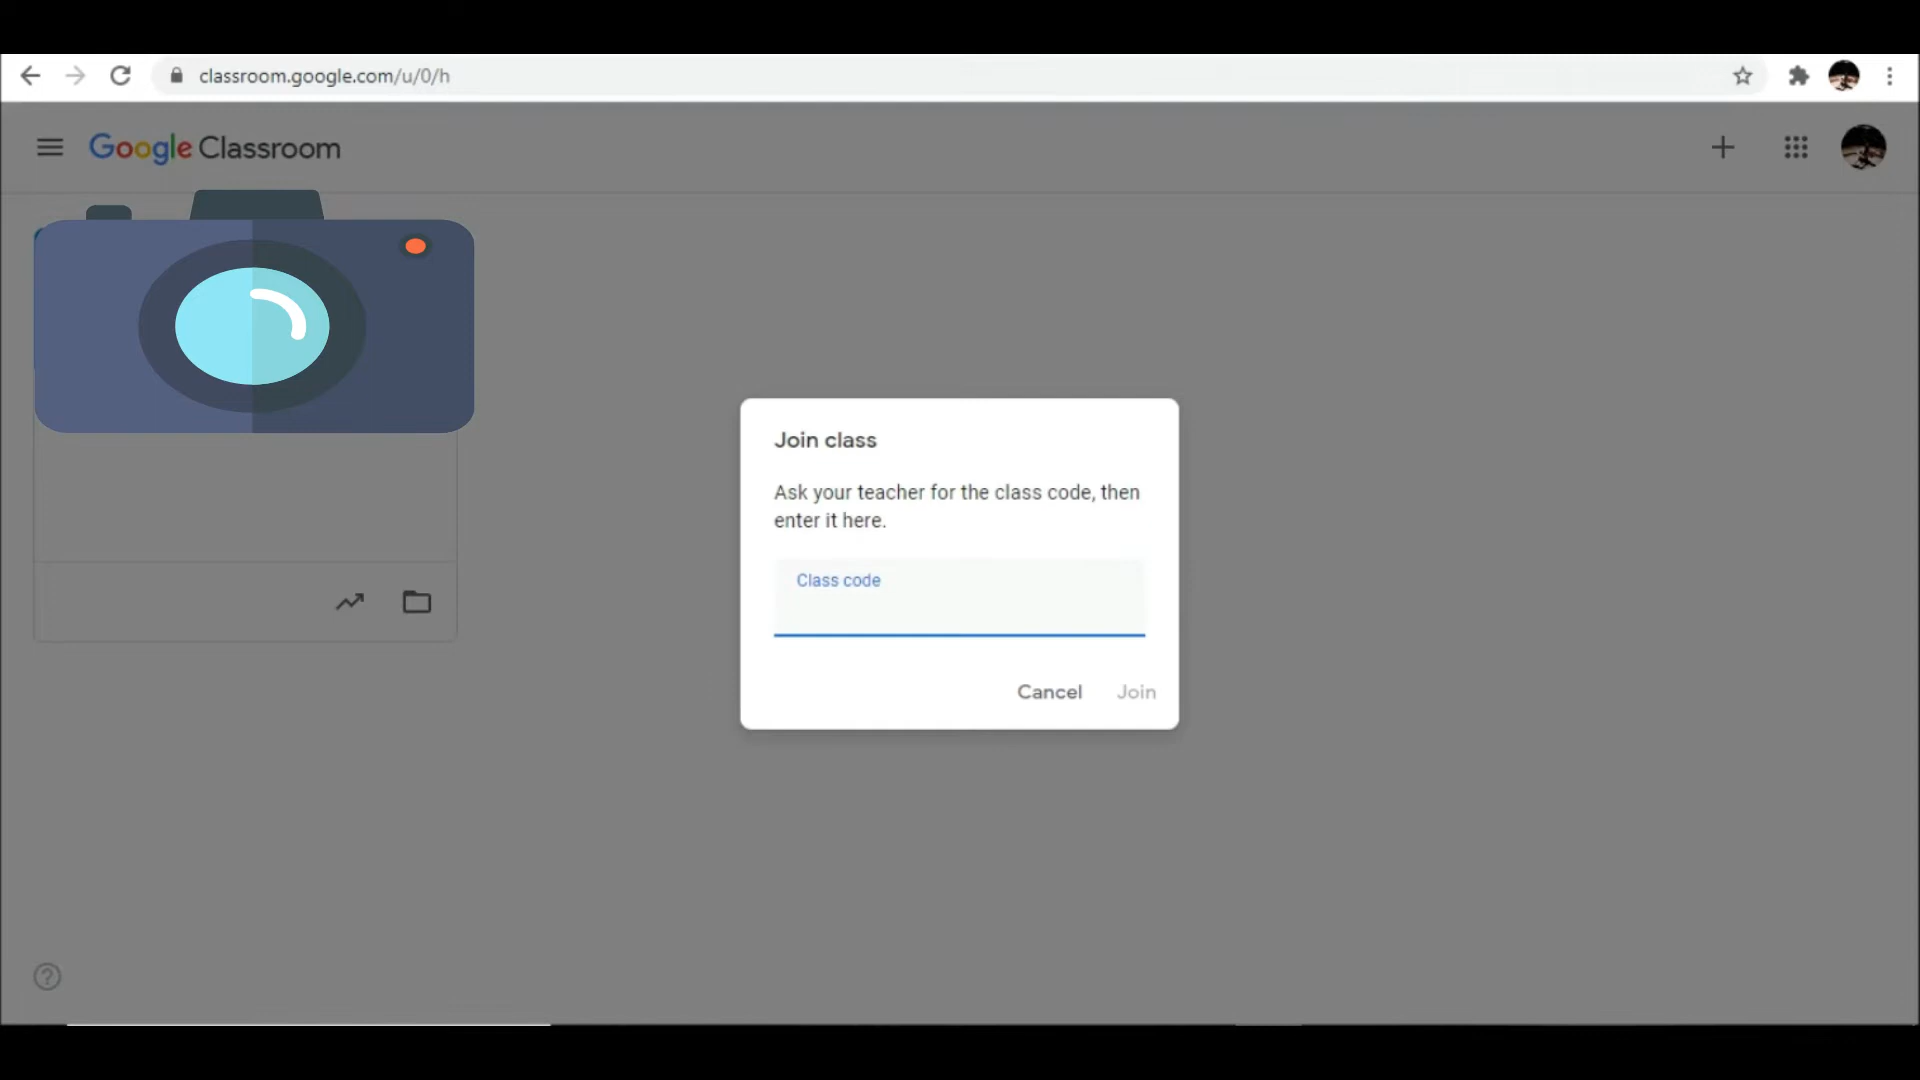 classroom.google.com/u/0/h
Google Classroom
Join class
Ask your teacher for the class code, then
enter it here.
Class code
Cancel Join